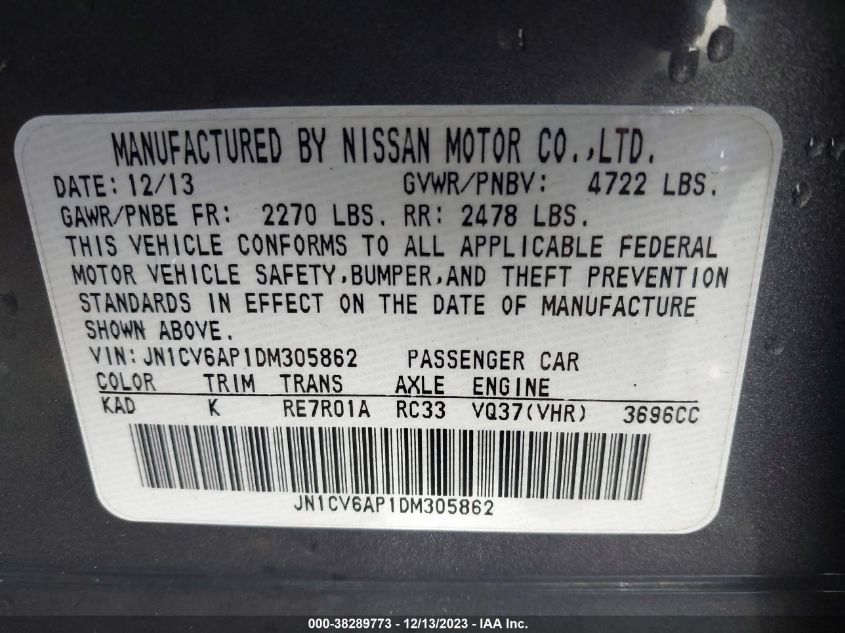 MANUFACTURED BY NISSAN MOTOR CO.,LTD.
DATE: 12/13 GVWR/PNBV: 4722 LBS.
GAWR/PNBE FR: 2270 LBS. RR: 2478 LBS.
THIS VEHICLE CONFORMS TO ALL APPLICABLE FEDERAL
MOTOR VEHICLE SAFETY,BUMPER,AND THEFT PREVENTION
STANDARDS IN EFFECT ON THE DATE OF MANUFACTURE
SHOWN ABOVE.
VIN: JN1CV6AP1DM305862 PASSENGER CAR
COLOR TRIM TRANS AXLE ENGINE
KAD K RE7R01A RC33 VQ37(VHR) 3696CC
JN1CV6AP1DM305862
000-38289773 - 12/13/2023 - IAA Inc.